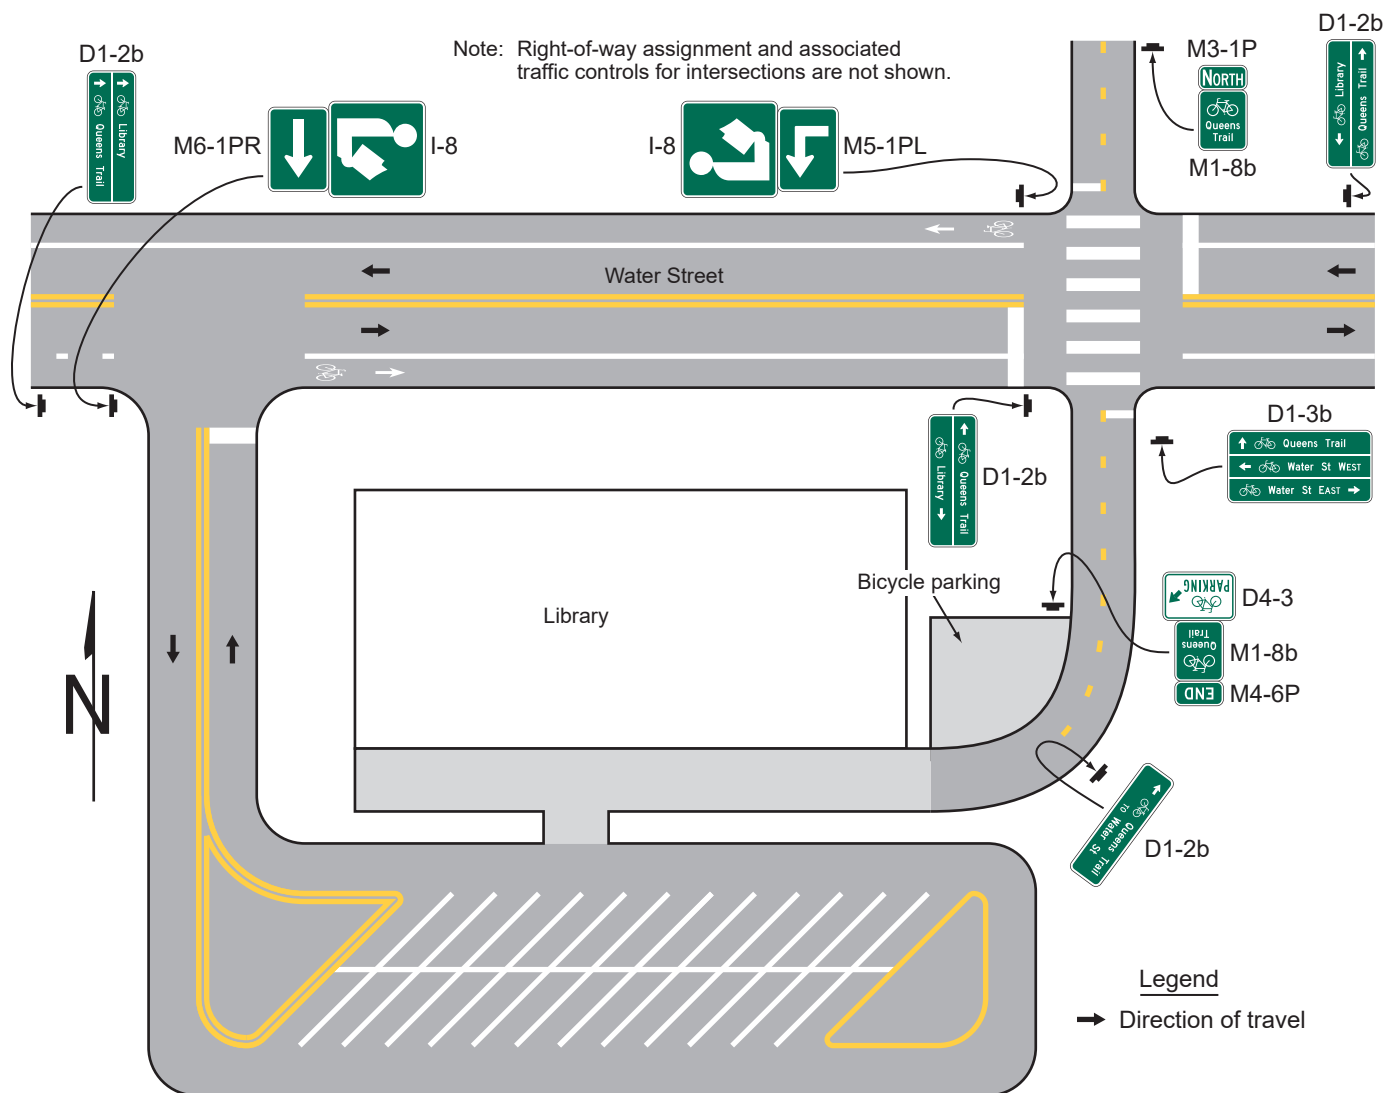 Note: Right-of-way assignment and associated
traffic controls for intersections are not shown.
D1-2b
Queens Trail
Library
M6-1PR
I-8
I-8
M5-1PL
M3-1P
NORTH
Queens
Trail
M1-8b
D1-2b
Library
Queens Trail
Water Street
D1-2b
Library
Queens Trail
D1-3b
Queens Trail
Water St WEST
Water St EAST
Bicycle parking
Library
PARKING
D4-3
Queens
Trail
M1-8b
END
M4-6P
Queens Trail
TO Water St
D1-2b
N
Legend
Direction of travel